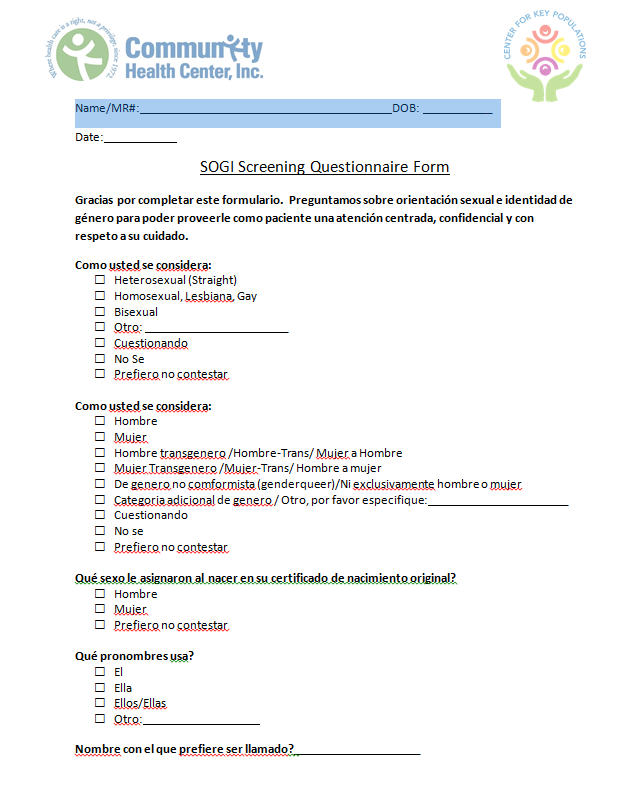 Where health care is a right, not a privilege, since 1972.
Community
Health Center, Inc.
CENTER FOR KEY POPULATIONS
Name/MR#:________________________________________DOB: ___________
Date:____________
SOGI Screening Questionnaire Form
Gracias por completar este formulario. Preguntamos sobre orientación sexual e identidad de
género para poder proveerle como paciente una atención centrada, confidencial y con
respeto a su cuidado.
Como usted se considera:
☐ Heterosexual (Straight)
☐ Homosexual, Lesbiana, Gay
☐ Bisexual
☐ Otro: _______________________
☐ Cuestionando
☐ No Se
☐ Prefiero no contestar
Como usted se considera:
☐ Hombre
☐ Mujer
☐ Hombre transgenero /Hombre-Trans/ Mujer a Hombre
☐ Mujer Transgenero /Mujer-Trans/ Hombre a mujer
☐ De genero no comformista (genderqueer)/Ni exclusivamente hombre o mujer
☐ Categoria adicional de genero / Otro, por favor especifique:_______________________
☐ Cuestionando
☐ No se
☐ Prefiero no contestar
Qué sexo le asignaron al nacer en su certificado de nacimiento original?
☐ Hombre
☐ Mujer
☐ Prefiero no contestar
Qué pronombres usa?
☐ El
☐ Ella
☐ Ellos/Ellas
☐ Otro:___________________
Nombre con el que prefiere ser llamado?____________________